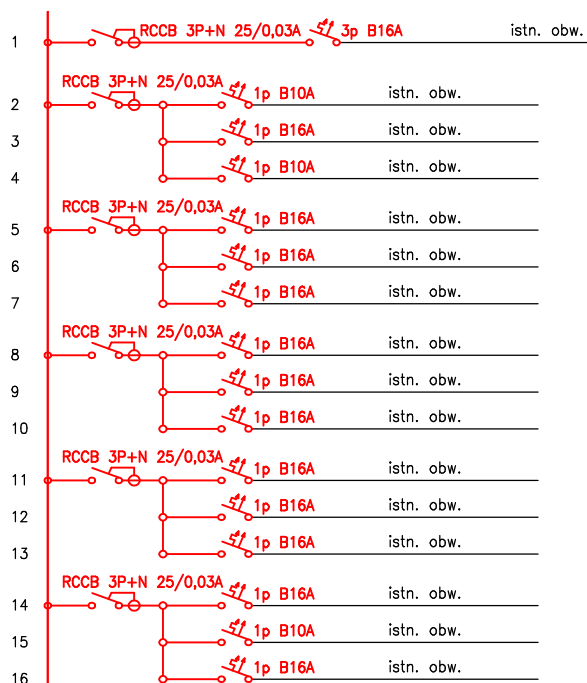 1 RCCB 3P+N 25/0,03A 3p B16A istn. obw.
RCCB 3P+N 25/0,03A
2 1p B10A istn. obw.
3 1p B16A istn. obw.
4 1p B10A istn. obw.
RCCB 3P+N 25/0,03A
5 1p B16A istn. obw.
6 1p B16A istn. obw.
7 1p B16A istn. obw.
RCCB 3P+N 25/0,03A
8 1p B16A istn. obw.
9 1p B16A istn. obw.
10 1p B16A istn. obw.
RCCB 3P+N 25/0,03A
11 1p B16A istn. obw.
12 1p B16A istn. obw.
13 1p B16A istn. obw.
RCCB 3P+N 25/0,03A
14 1p B16A istn. obw.
15 1p B10A istn. obw.
16 1p B16A istn. obw.